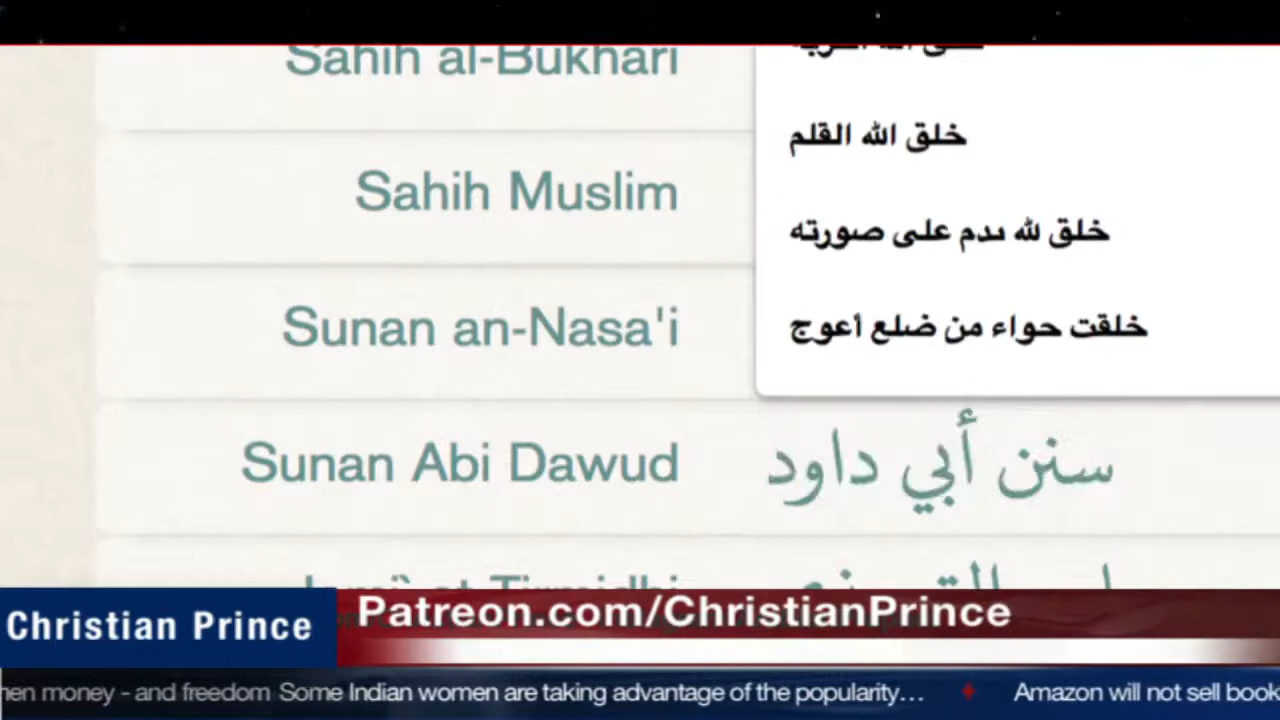 Sahih al-Bukhari
خلق الله القلم
Sahih Muslim
خلق لله ىدم على صورته
Sunan an-Nasa'i
خلقت حواء من ضلع أعوج
Sunan Abi Dawud
سنن أبي داود
Patreon.com/ChristianPrince
Christian Prince
money - and freedom Some Indian women are taking advantage of the popularity…
Amazon will not sell book